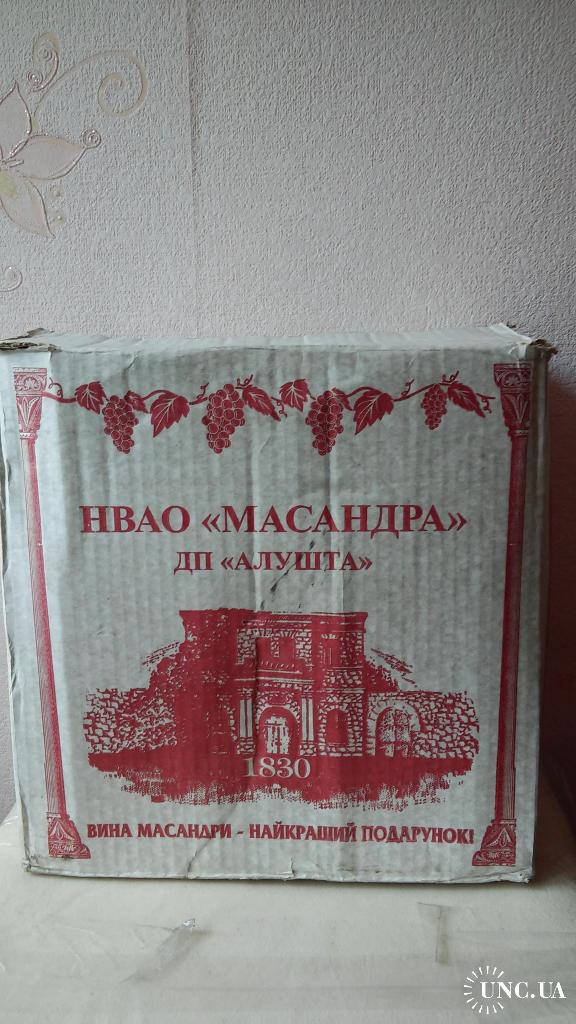 НВАО «МАСАНДРА»
ДП «АЛУШТА»
1830
ВИНА МАСАНДРИ - НАЙКРАЩИЙ ПОДАРУНОК!
UNC.UA